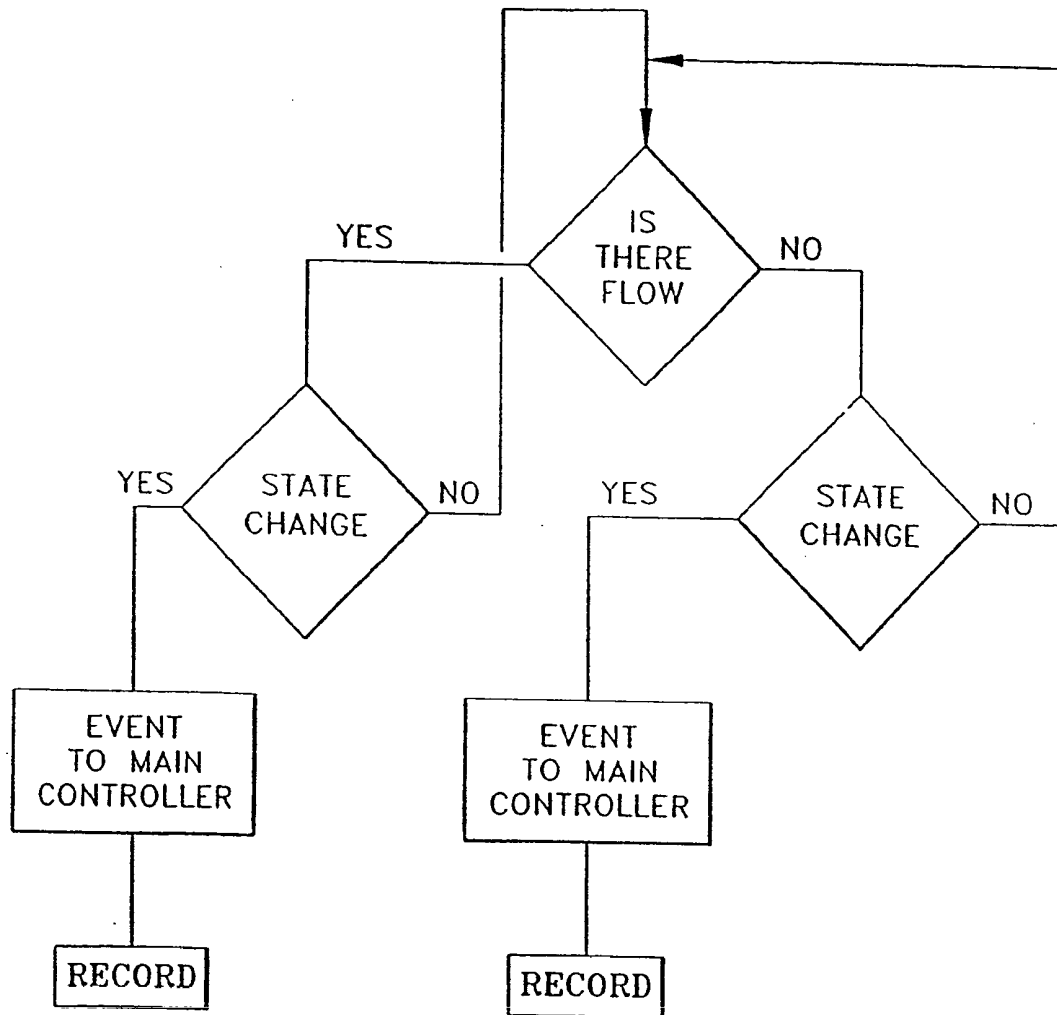 IS
THERE
FLOW
YES
NO
STATE
CHANGE
YES
NO
STATE
CHANGE
YES
NO
EVENT
TO MAIN
CONTROLLER
EVENT
TO MAIN
CONTROLLER
RECORD
RECORD